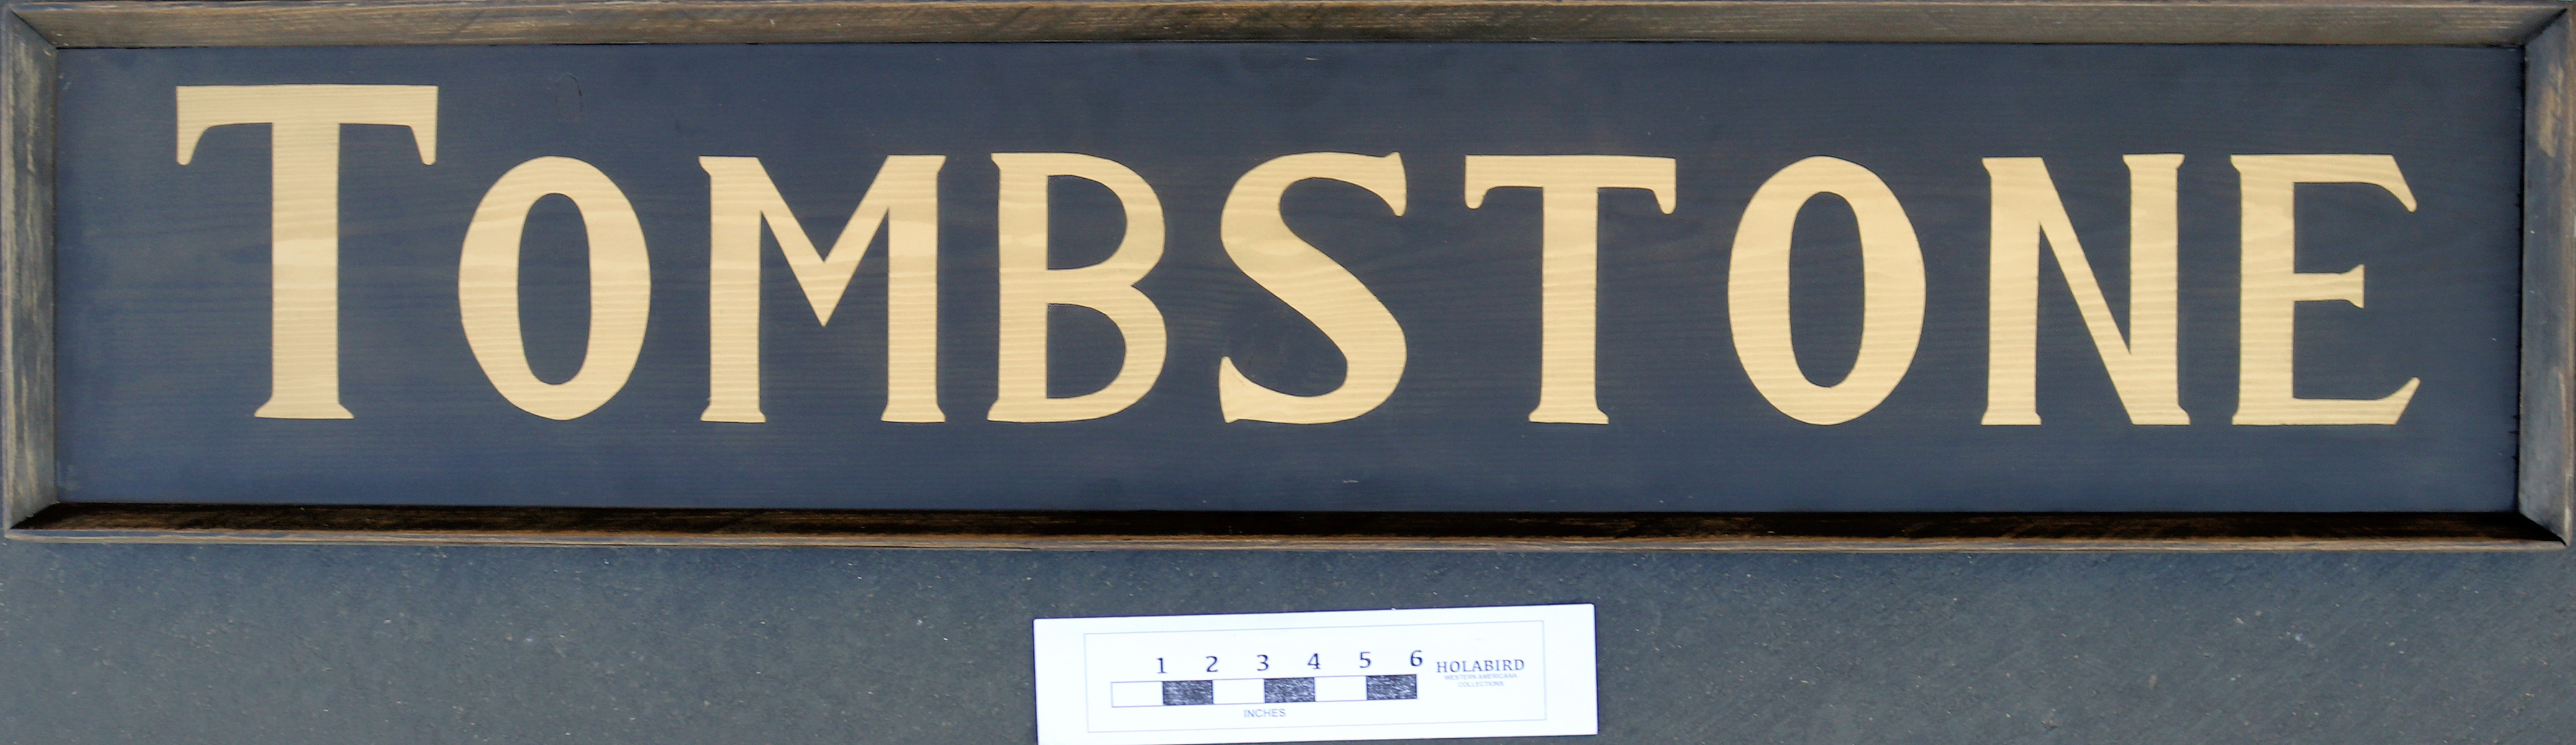 TOMBSTONE
1 2 3 4 5 6
HOLABIRD
WESTERN AMERICANA
COLLECTIONS
INCHES